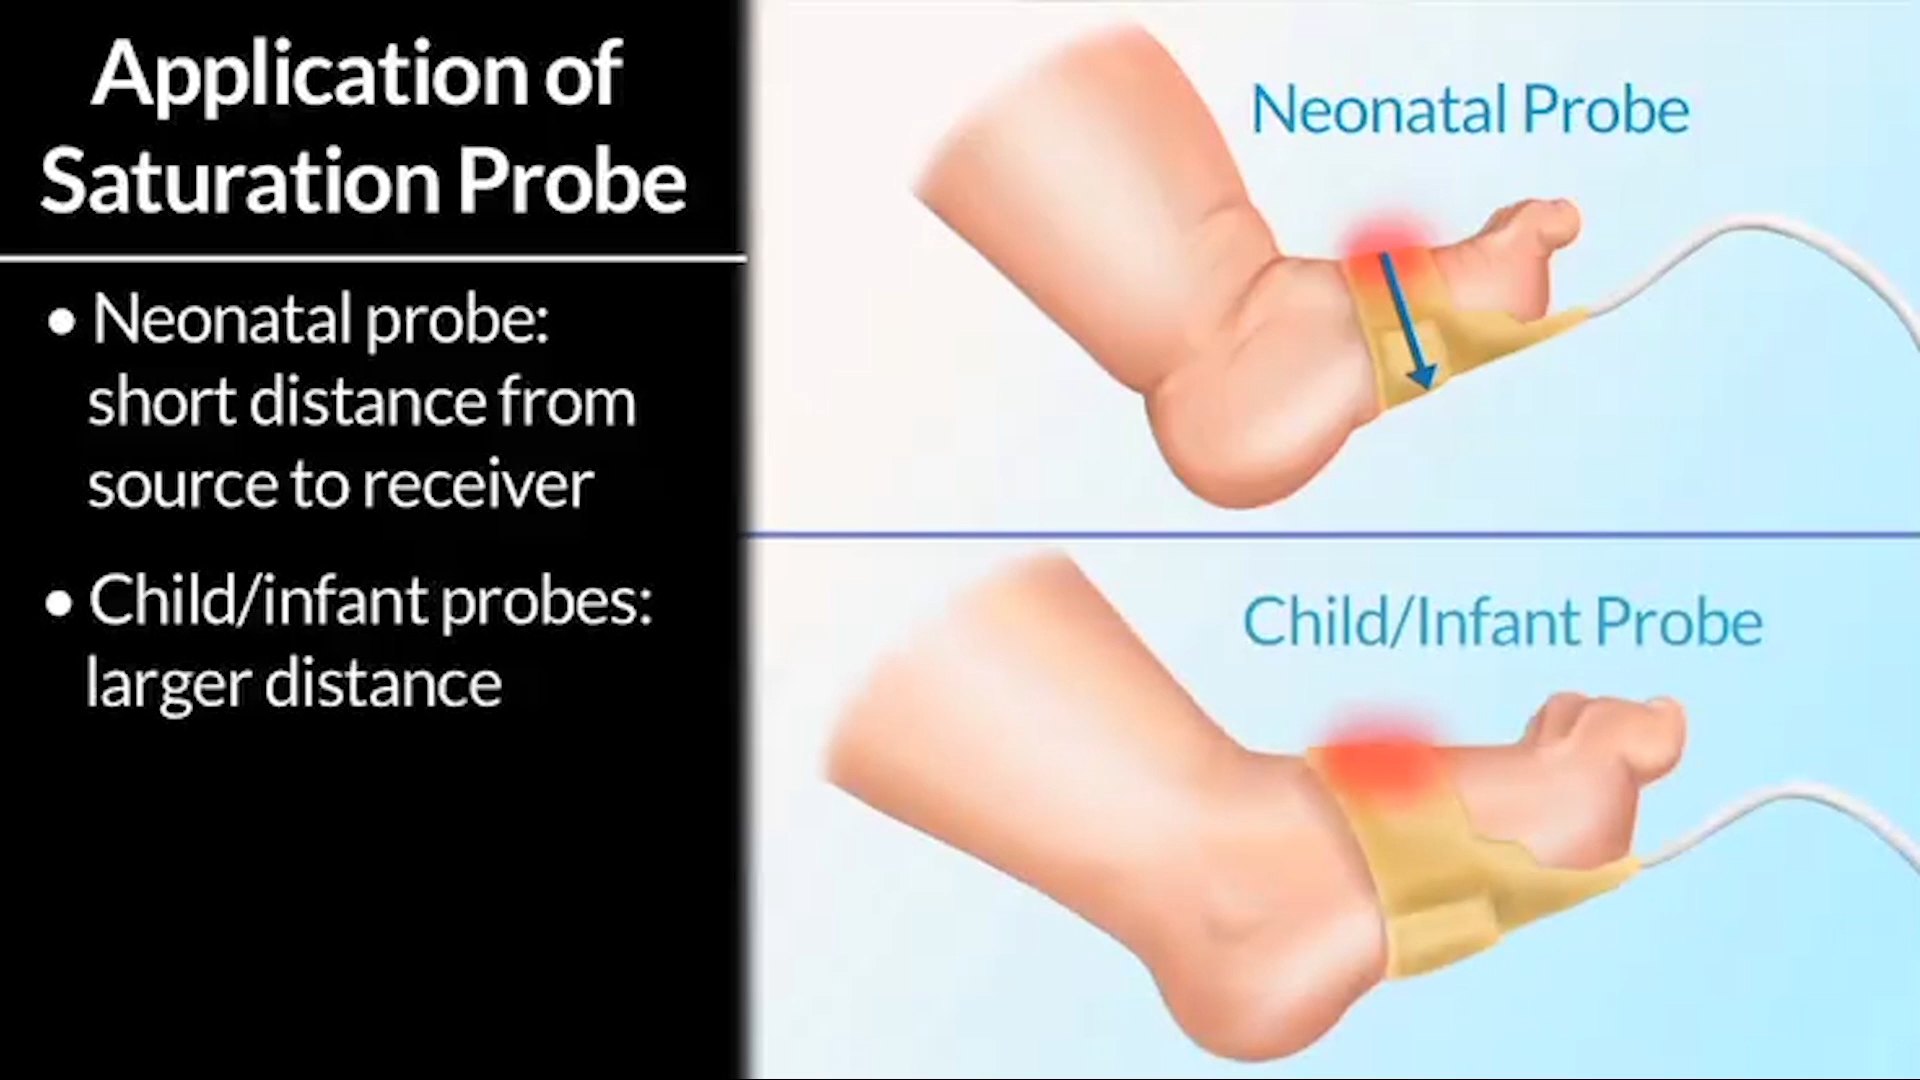 Application of
Saturation Probe
• Neonatal probe:
short distance from
source to receiver
• Child/infant probes:
larger distance
Neonatal Probe
Child/Infant Probe